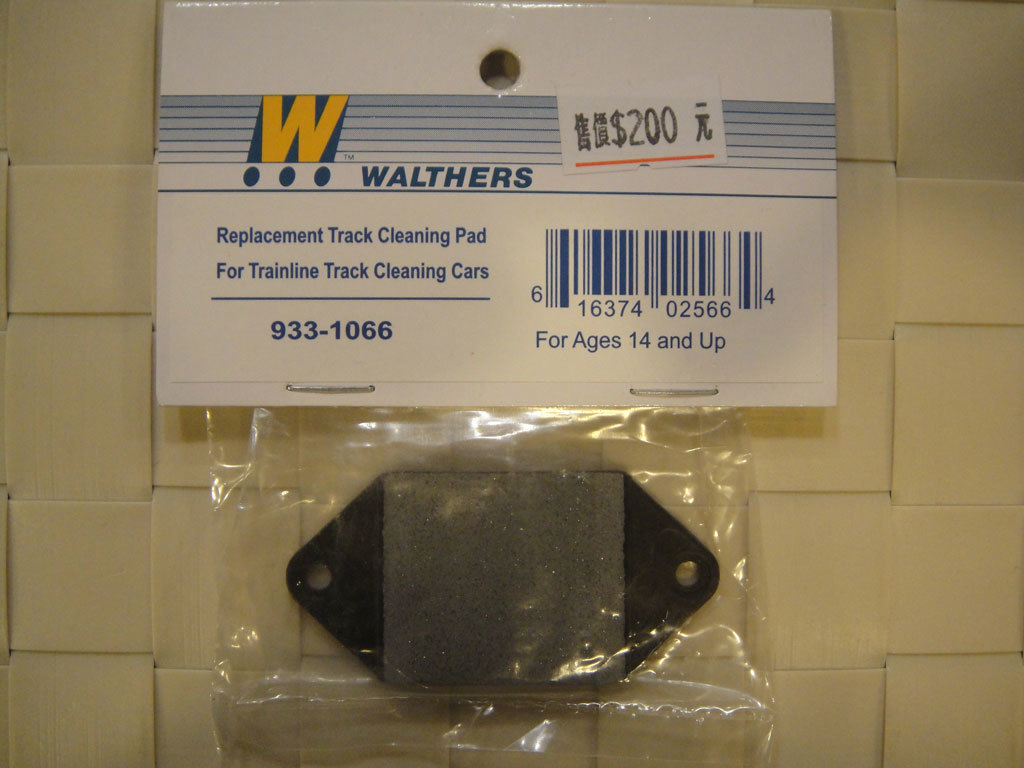 W
™
WALTHERS
售價$200 元
Replacement Track Cleaning Pad
For Trainline Track Cleaning Cars
933-1066
6 16374 02566 4
For Ages 14 and Up